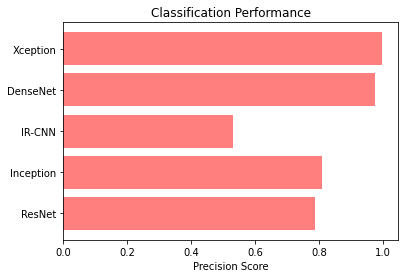 Classification Performance
Xception
DenseNet
IR-CNN
Inception
ResNet
0.0 0.2 0.4 0.6 0.8 1.0
Precision Score